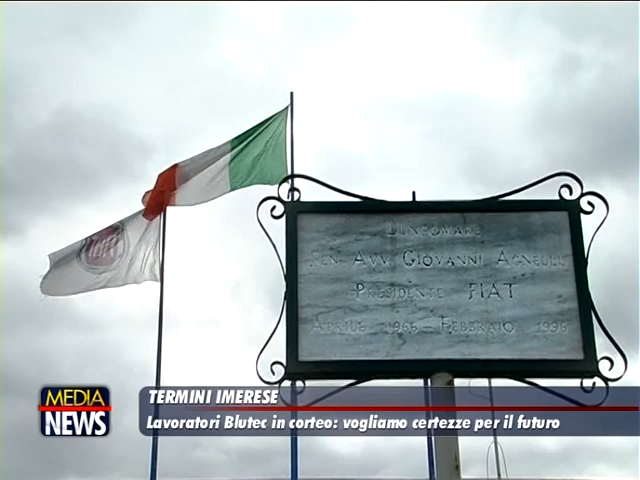 LUNGOMARE
SEN. AVV. GIOVANNI AGNELLI
PRESIDENTE FIAT
APRILE 1966 – FEBBRAIO 1996
MEDIA
NEWS
TERMINI IMERESE
Lavoratori Blutec in corteo: vogliamo certezze per il futuro